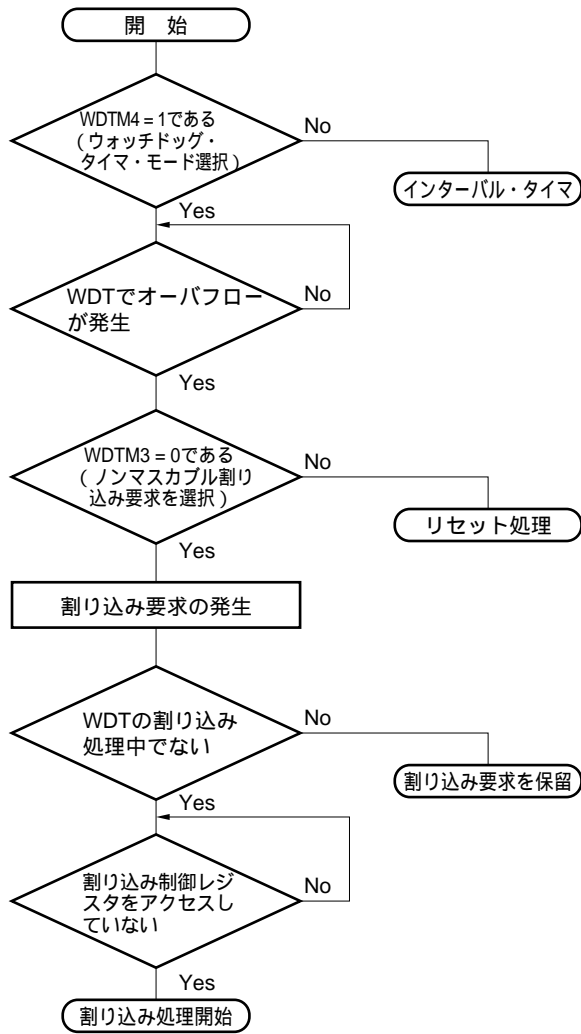 開 始
WDTM4 = 1である
(ウォッチドッグ・
タイマ・モード選択)
No
インターバル・タイマ
Yes
WDTでオーバフロー
が発生
No
Yes
WDTM3 = 0である
(ノンマスカブル割り
込み要求を選択)
No
リセット処理
Yes
割り込み要求の発生
WDTの割り込み
処理中でない
No
割り込み要求を保留
Yes
割り込み制御レジ
スタをアクセスし
ていない
No
Yes
割り込み処理開始